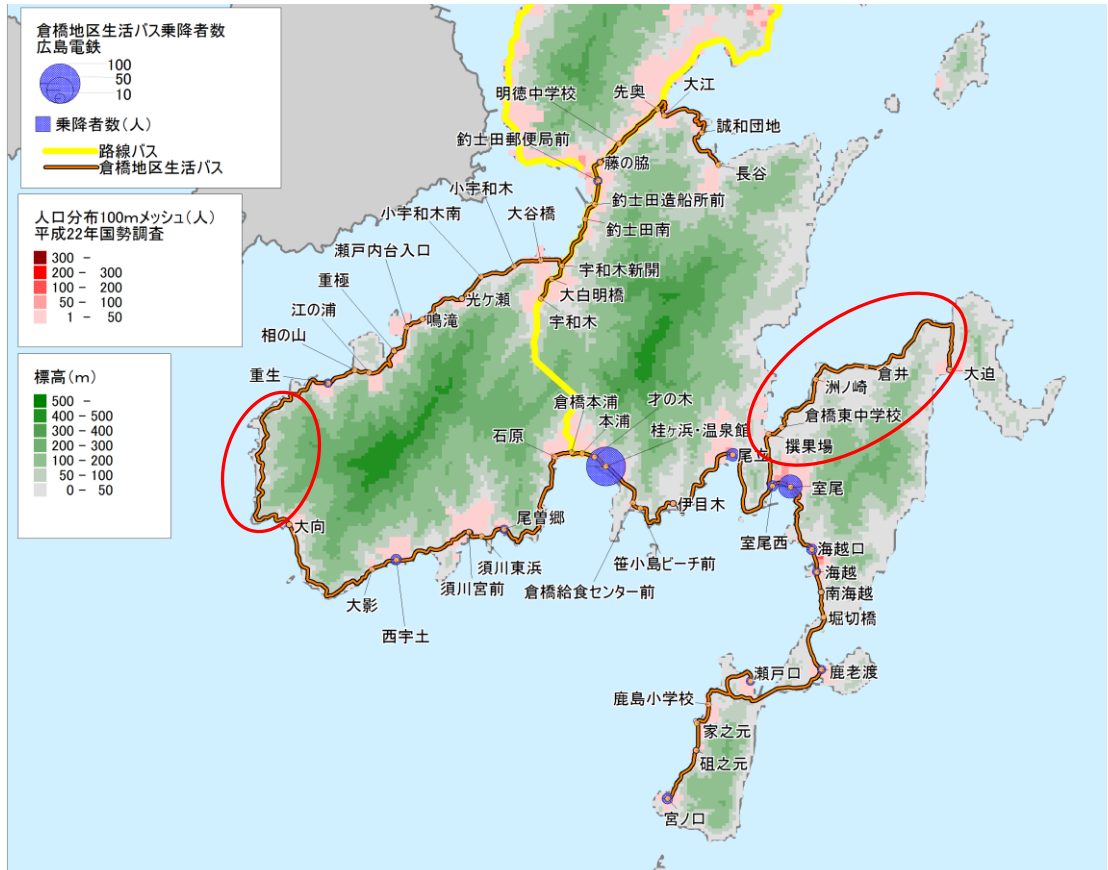 倉橋地区生活バス乗降者数
広島電鉄
100
50
10
乗降者数(人)
路線バス
倉橋地区生活バス
人口分布100mメッシュ(人)
平成22年国勢調査
300 -
200 - 300
100 - 200
50 - 100
1 - 50
標高(m)
500 -
400 - 500
300 - 400
200 - 300
100 - 200
50 - 100
0 - 50
大江
先奥
明徳中学校
誠和団地
釣士田郵便局前
藤の脇
長谷
小宇和木
釣士田造船所前
小宇和木南
大谷橋
釣士田南
瀬戸内台入口
宇和木新開
重極
大白明橋
光ケ瀬
江の浦
鳴滝
宇和木
相の山
重生
倉井
大迫
洲ノ崎
倉橋本浦
才の木
倉橋東中学校
本浦
桂ヶ浜・温泉館
石原
撰果場
尾立
室尾
伊目木
尾曽郷
大向
室尾西
海越口
笹小島ビーチ前
須川東浜
海越
須川宮前
倉橋給食センター前
大影
南海越
西宇土
堀切橋
瀬戸口
鹿老渡
鹿島小学校
家之元
砠之元
宮ノ口